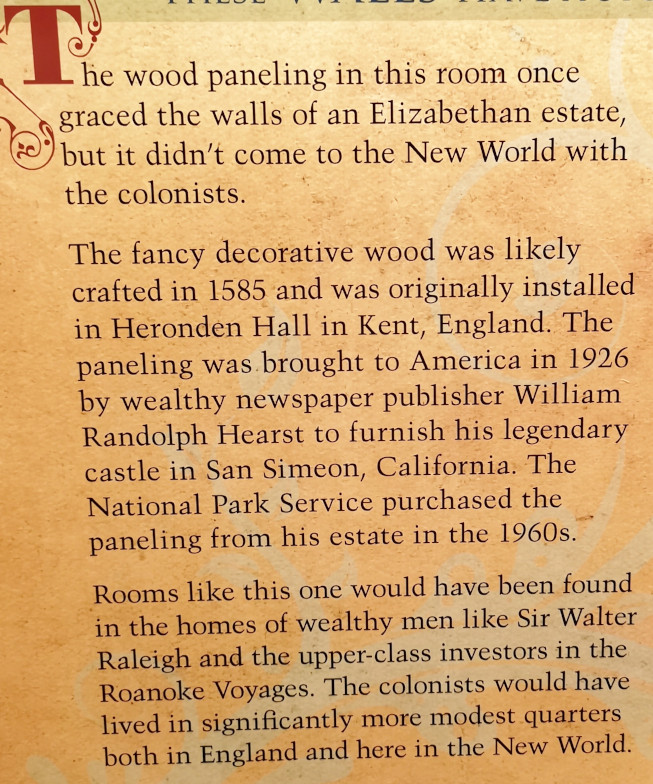 THESE WALLS
The wood paneling in this room once
graced the walls of an Elizabethan estate,
but it didn't come to the New World with
the colonists.
The fancy decorative wood was likely
crafted in 1585 and was originally installed
in Heronden Hall in Kent, England. The
paneling was brought to America in 1926
by wealthy newspaper publisher William
Randolph Hearst to furnish his legendary
castle in San Simeon, California. The
National Park Service purchased the
paneling from his estate in the 1960s.
Rooms like this one would have been found
in the homes of wealthy men like Sir Walter
Raleigh and the upper-class investors in the
Roanoke Voyages. The colonists would have
lived in significantly more modest quarters
both in England and here in the New World.